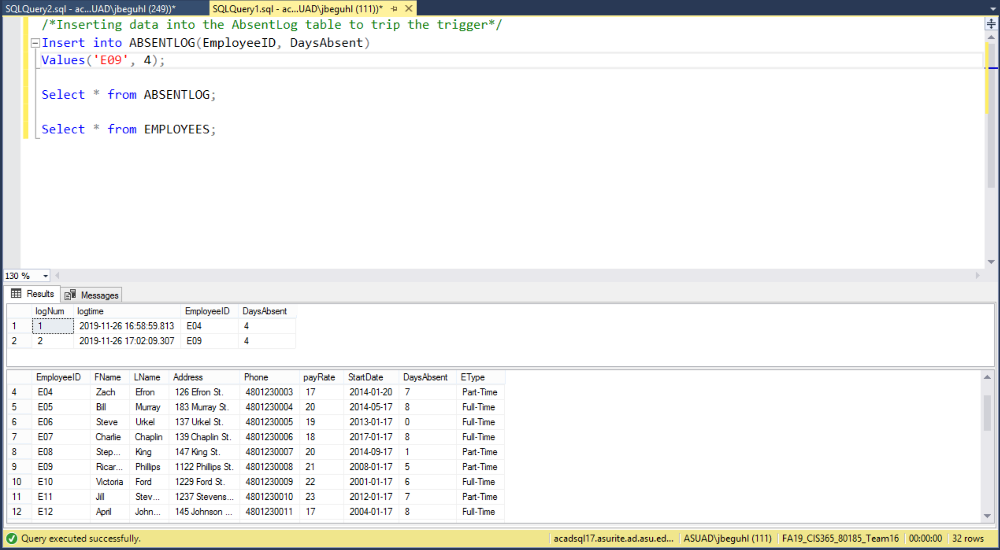 SQLQuery2.sql - ac...UAD\jbeguhl (249))*
SQLQuery1.sql - ac...UAD\jbeguhl (111))*
/*Inserting data into the AbsentLog table to trip the trigger*/
Insert into ABSENTLOG(EmployeeID, DaysAbsent)
Values('E09', 4);
Select * from ABSENTLOG;
Select * from EMPLOYEES;
130 %
Results Messages
logNum logtime EmployeeID DaysAbsent
1 1 2019-11-26 16:58:59.813 E04 4
2 2 2019-11-26 17:02:09.307 E09 4
EmployeeID FName LName Address Phone payRate StartDate DaysAbsent EType
4 E04 Zach Efron 126 Efron St. 4801230003 17 2014-01-20 7 Part-Time
5 E05 Bill Murray 183 Murray St. 4801230004 20 2014-05-17 8 Full-Time
6 E06 Steve Urkel 137 Urkel St. 4801230005 19 2013-01-17 0 Full-Time
7 E07 Charlie Chaplin 139 Chaplin St. 4801230006 18 2017-01-17 8 Full-Time
8 E08 Step... King 147 King St. 4801230007 20 2014-09-17 1 Part-Time
9 E09 Ricar... Phillips 1122 Phillips St. 4801230008 21 2008-01-17 5 Part-Time
10 E10 Victoria Ford 1229 Ford St. 4801230009 22 2001-01-17 6 Full-Time
11 E11 Jill Stev... 1237 Stevens... 4801230010 23 2012-01-17 7 Part-Time
12 E12 April John... 145 Johnson ... 4801230011 17 2004-01-17 8 Full-Time
Query executed successfully. acadsql17.asurite.ad.asu.ed... ASUAD\jbeguhl (111) FA19_CIS365_80185_Team16 00:00:00 32 rows